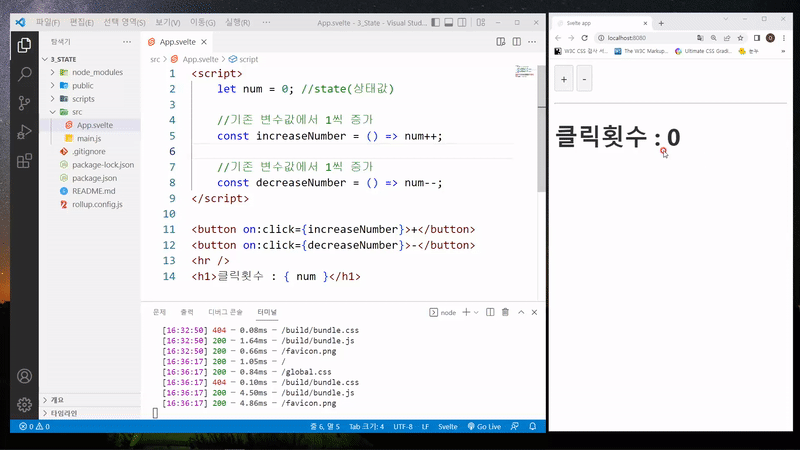 파일(F) 편집(E) 선택 영역(S) 보기(V) 이동(G) 실행(R) ··· App.svelte - 3_State - Visual Stud...
탐색기 ···
3_STATE
node_modules
public
scripts
src
App.svelte
main.js
.gitignore
package-lock.json
package.json
README.md
rollup.config.js
개요
타임라인
App.svelte ×
src > App.svelte > script
1 <script>
2 let num = 0; //state(상태값)
3
4 //기존 변수값에서 1씩 증가
5 const increaseNumber = () => num++;
6
7 //기존 변수값에서 1씩 증가
8 const decreaseNumber = () => num--;
9 </script>
10
11 <button on:click={increaseNumber}>+</button>
12 <button on:click={decreaseNumber}>-</button>
13 <hr />
14 <h1>클릭횟수 : { num }</h1>
문제 출력 디버그 콘솔 터미널 node
[16:32:50] 404 — 0.08ms — /build/bundle.css
[16:32:50] 200 — 1.64ms — /build/bundle.js
[16:32:50] 200 — 0.66ms — /favicon.png
[16:36:17] 200 — 1.05ms — /
[16:36:17] 200 — 0.84ms — /global.css
[16:36:17] 404 — 0.10ms — /build/bundle.css
[16:36:17] 200 — 4.50ms — /build/bundle.js
[16:36:17] 200 — 4.86ms — /favicon.png
0 0 줄 6, 열 5 Tab 크기: 4 UTF-8 LF Svelte Go Live
Svelte app
localhost:8080
W3C CSS 검사 서... The W3C Markup... Ultimate CSS Gradi... 눈누
+ -
클릭횟수 : 0